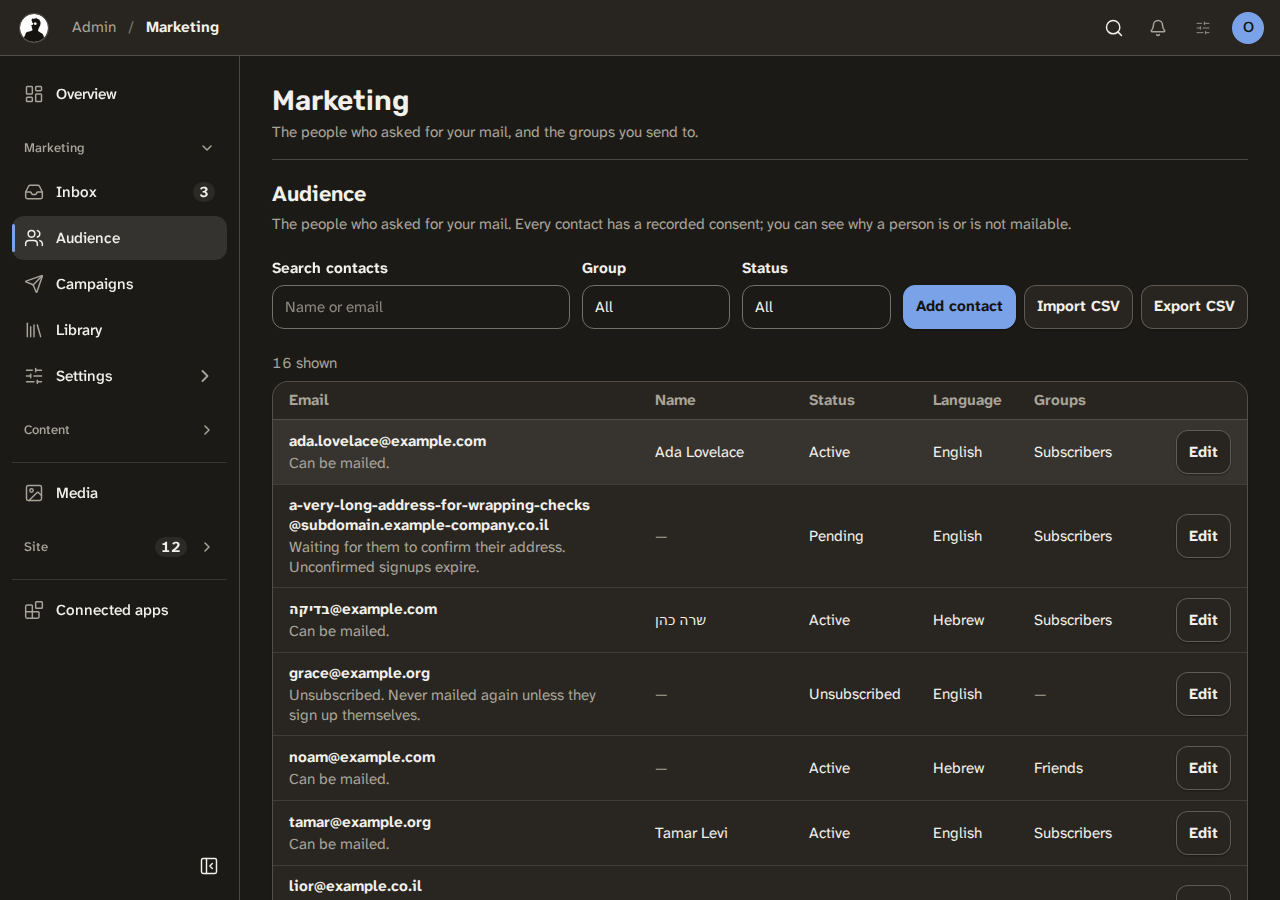 Admin / Marketing
O
Overview
Marketing
Inbox 3
Audience
Campaigns
Library
Settings
Content
Media
Site 12
Connected apps
Marketing
The people who asked for your mail, and the groups you send to.
Audience
The people who asked for your mail. Every contact has a recorded consent; you can see why a person is or is not mailable.
Search contacts Group Status
Name or email All All Add contact Import CSV Export CSV
16 shown
Email Name Status Language Groups
ada.lovelace@example.com
Can be mailed.
Ada Lovelace Active English Subscribers Edit
a-very-long-address-for-wrapping-checks
@subdomain.example-company.co.il
Waiting for them to confirm their address.
Unconfirmed signups expire.
— Pending English Subscribers Edit
בדיקה@example.com
Can be mailed.
שרה כהן Active Hebrew Subscribers Edit
grace@example.org
Unsubscribed. Never mailed again unless they
sign up themselves.
— Unsubscribed English — Edit
noam@example.com
Can be mailed.
— Active Hebrew Friends Edit
tamar@example.org
Can be mailed.
Tamar Levi Active English Subscribers Edit
lior@example.co.il